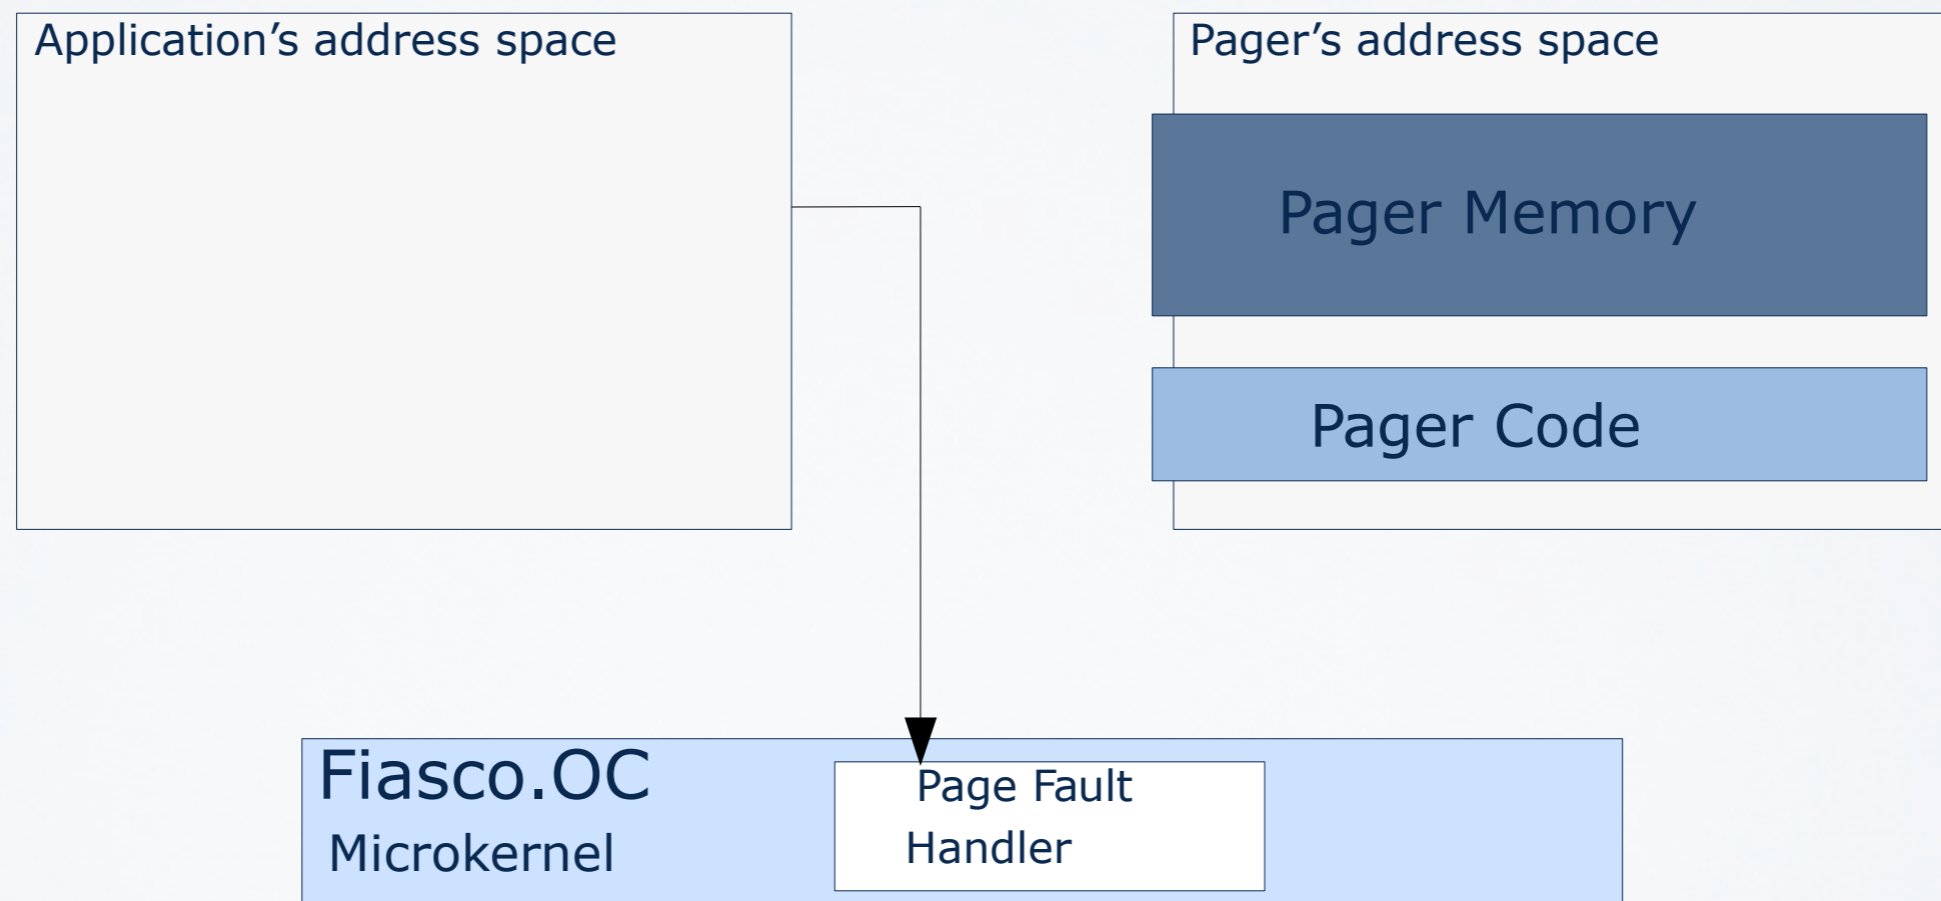 Application’s address space
Pager’s address space
Pager Memory
Pager Code
Fiasco.OC
Microkernel
Page Fault
Handler